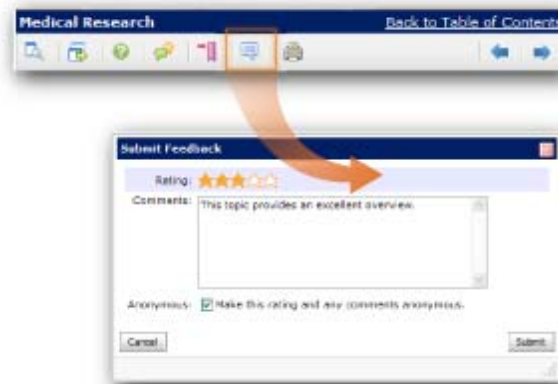 Medical Research Back to Table of Contents
Submit Feedback
Rating:
Comments: This topic provides an excellent overview.
Anonymous: Make this rating and any comments anonymous.
Cancel Submit